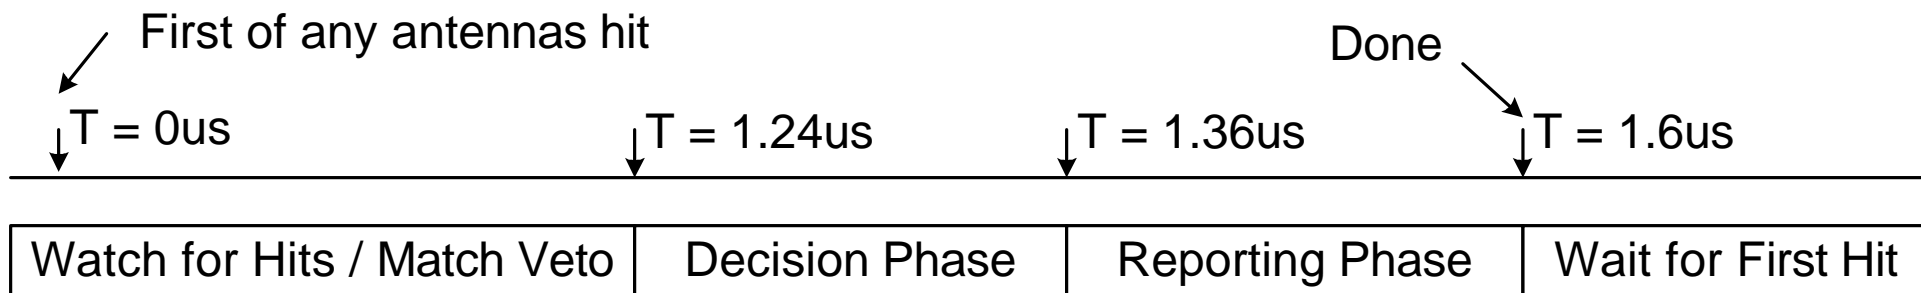 First of any antennas hit
Done
T = 0us
T = 1.24us
T = 1.36us
T = 1.6us
Watch for Hits / Match Veto
Decision Phase
Reporting Phase
Wait for First Hit